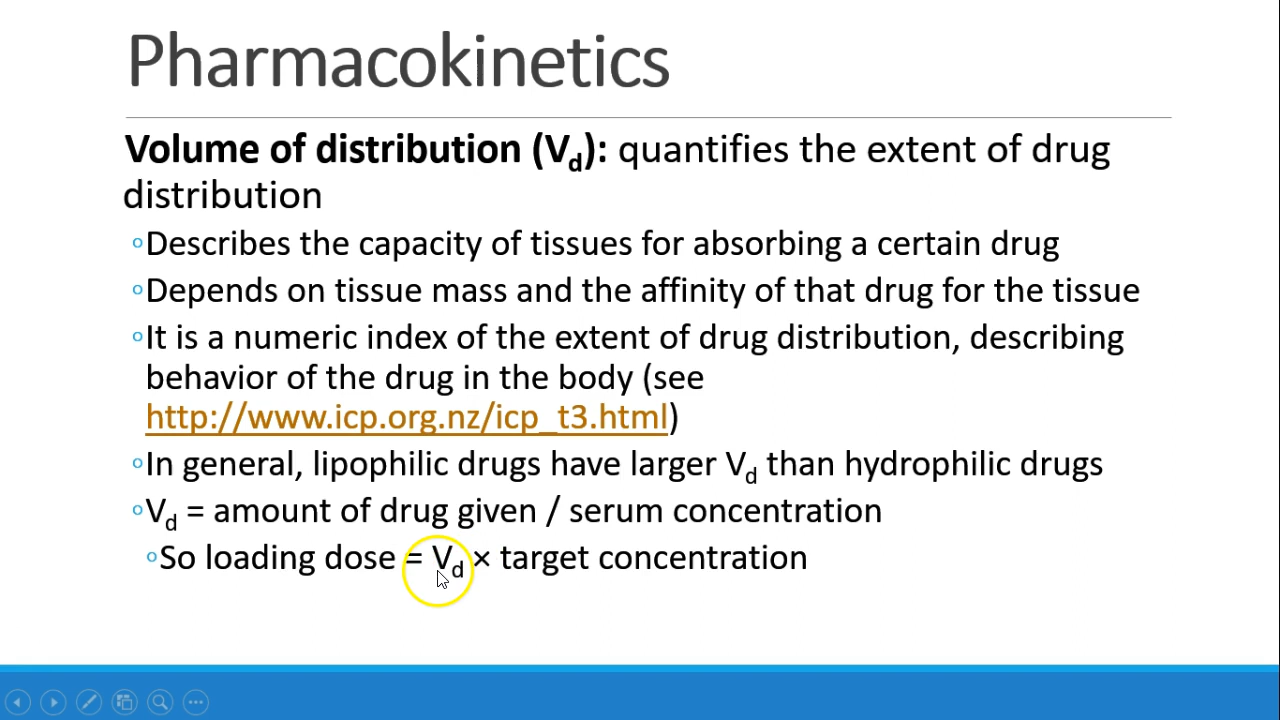 Pharmacokinetics
Volume of distribution (Vd): quantifies the extent of drug
distribution
◦Describes the capacity of tissues for absorbing a certain drug
◦Depends on tissue mass and the affinity of that drug for the tissue
◦It is a numeric index of the extent of drug distribution, describing
behavior of the drug in the body (see
http://www.icp.org.nz/icp_t3.html)
◦In general, lipophilic drugs have larger Vd than hydrophilic drugs
◦Vd = amount of drug given / serum concentration
◦So loading dose = Vd × target concentration